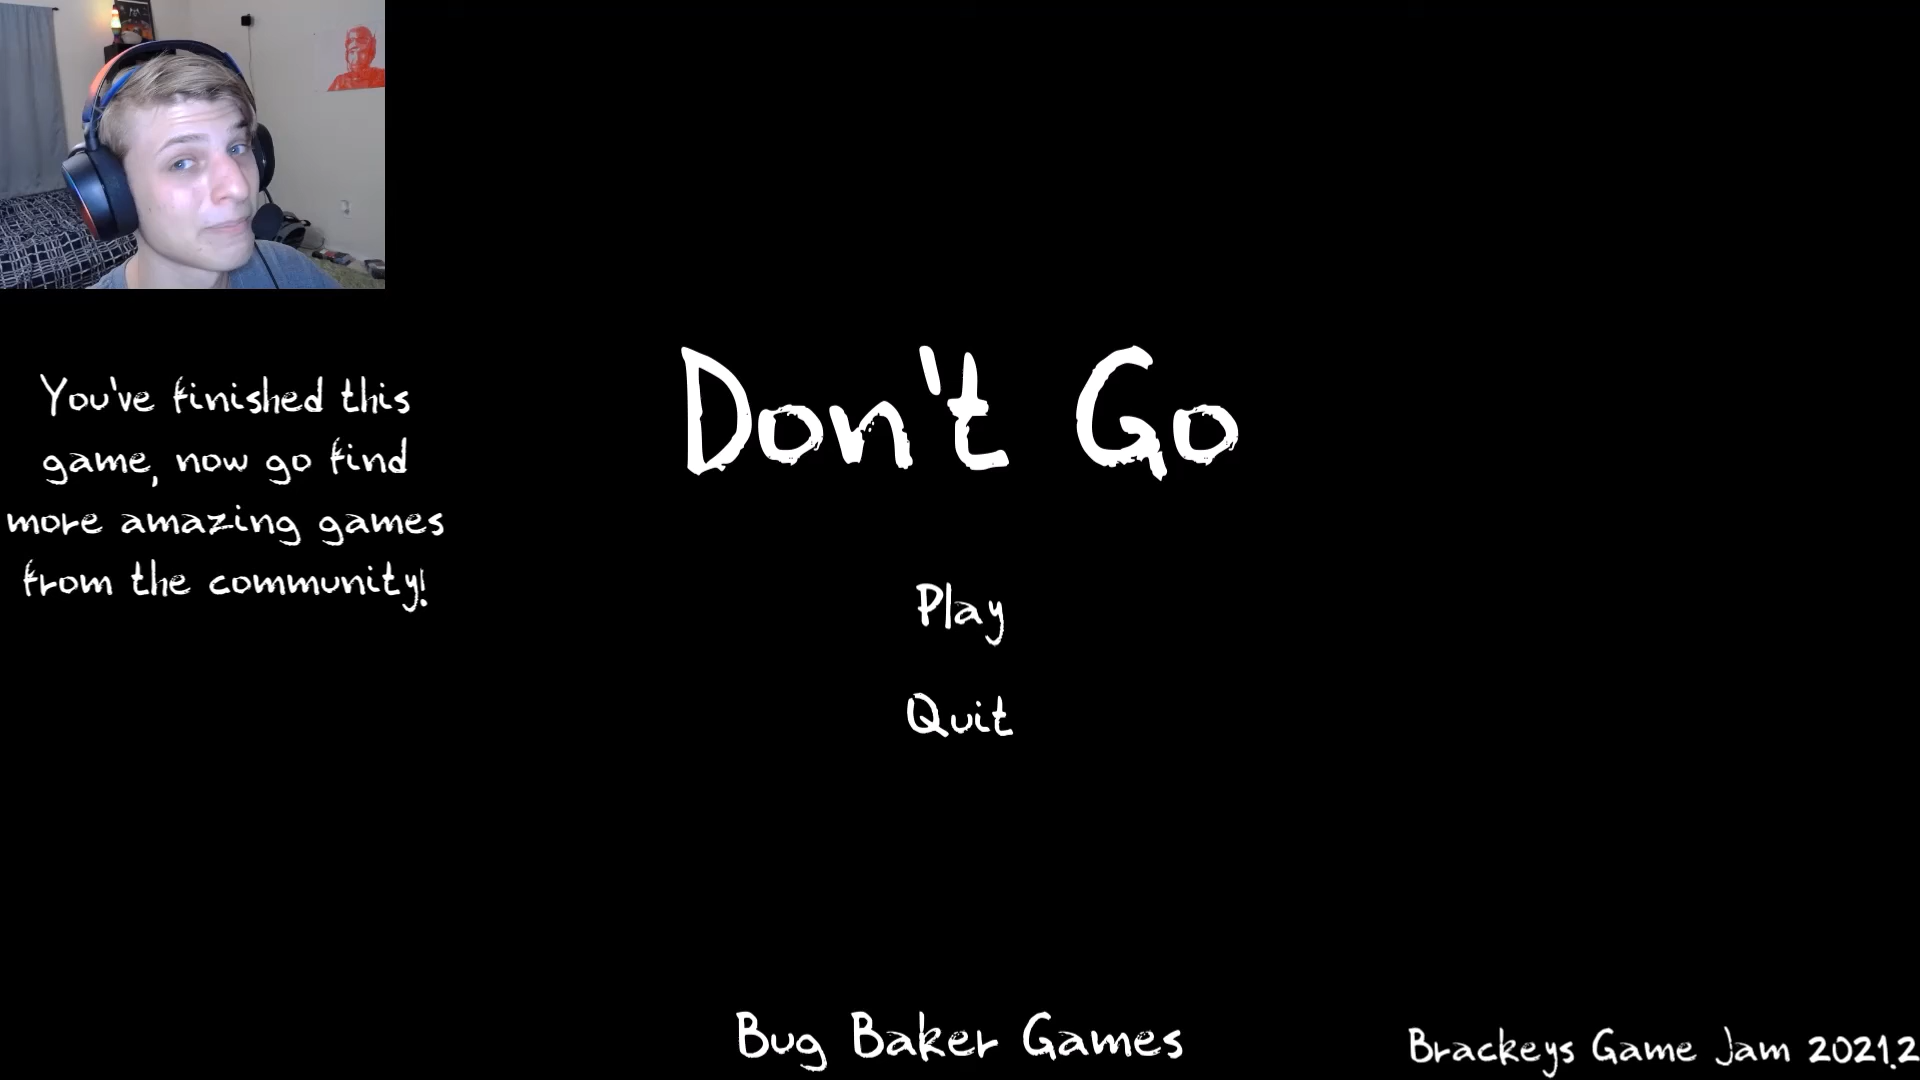 You've finished this
game, now go find
more amazing games
from the community!
Don't Go
Play
Quit
Bug Baker Games
Brackeys Game Jam 2021.2